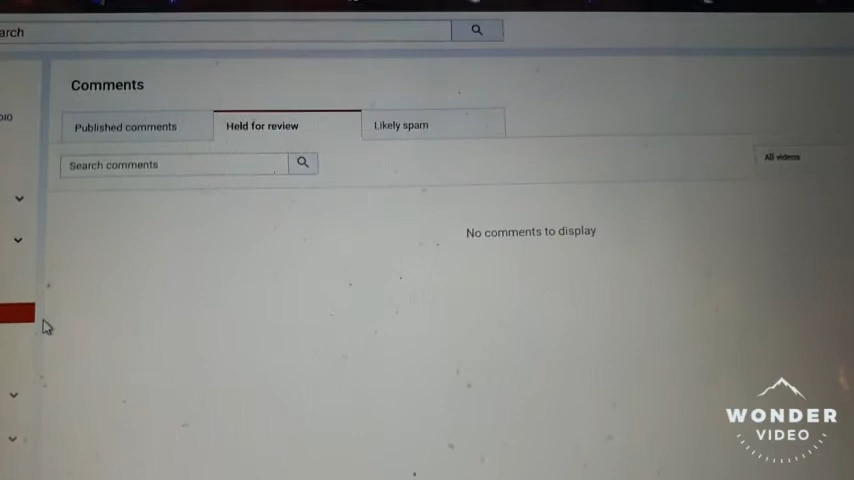 arch
Comments
DIO
Published comments
Held for review
Likely spam
Search comments
All videos
No comments to display
WONDER
VIDEO